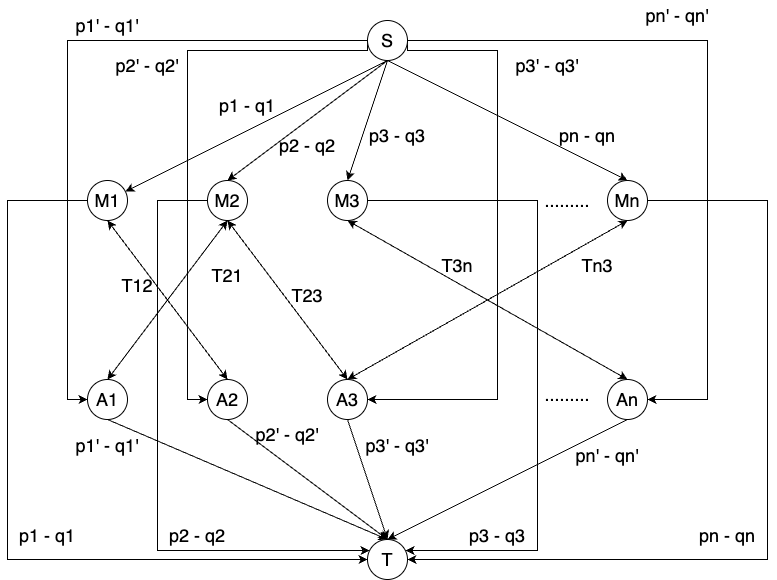 p1' - q1'
S
pn' - qn'
p2' - q2'
p3' - q3'
p1 - q1
p2 - q2
p3 - q3
pn - qn
M1
M2
M3
.........
Mn
T12
T21
T23
T3n
Tn3
A1
A2
A3
.........
An
p1' - q1'
p2' - q2'
p3' - q3'
pn' - qn'
p1 - q1
p2 - q2
p3 - q3
pn - qn
T